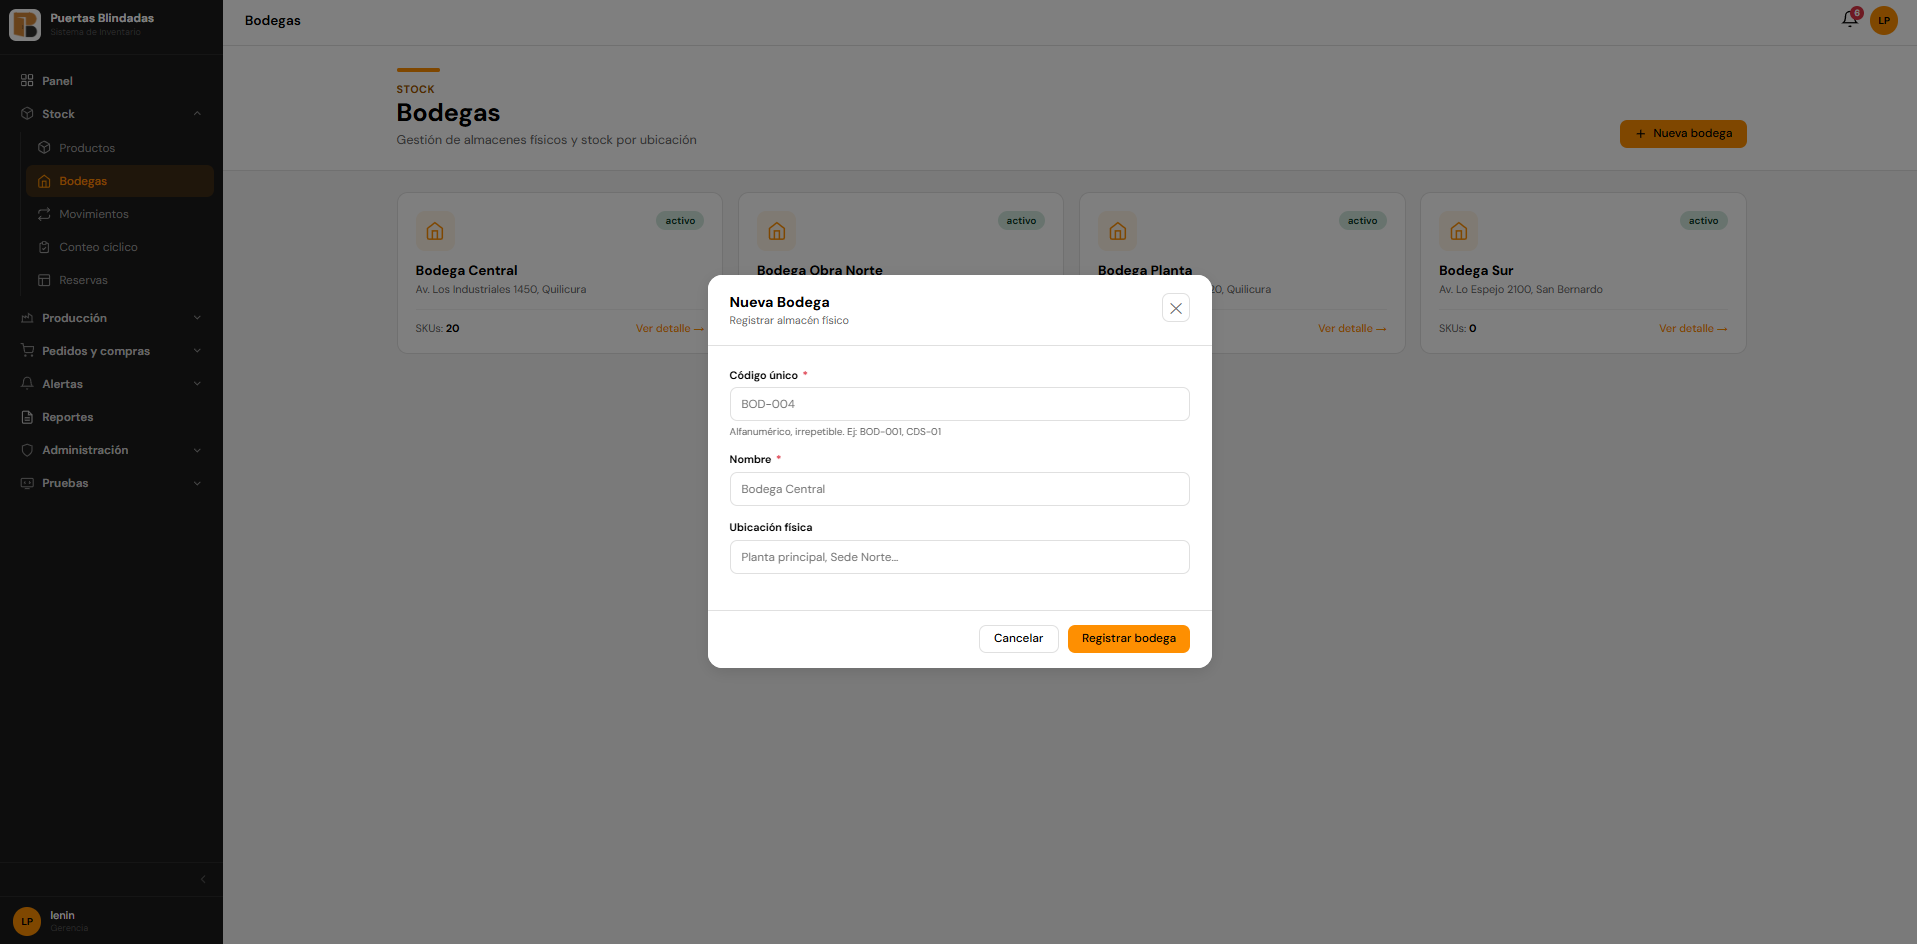 Puertas Blindadas
Sistema de Inventario
Bodegas
6
LP
Panel
Stock
Productos
Bodegas
Movimientos
Conteo cíclico
Reservas
Producción
Pedidos y compras
Alertas
Reportes
Administración
Pruebas
LP
lenin
Gerencia
STOCK
Bodegas
Gestión de almacenes físicos y stock por ubicación
+ Nueva bodega
activo
Bodega Central
Av. Los Industriales 1450, Quilicura
SKUs: 20
Ver detalle →
activo
Bodega Obra Norte
activo
Bodega Planta
20, Quilicura
Ver detalle →
activo
Bodega Sur
Av. Lo Espejo 2100, San Bernardo
SKUs: 0
Ver detalle →
Nueva Bodega
Registrar almacén físico
Código único *
BOD-004
Alfanumérico, irrepetible. Ej: BOD-001, CDS-01
Nombre *
Bodega Central
Ubicación física
Planta principal, Sede Norte...
Cancelar
Registrar bodega